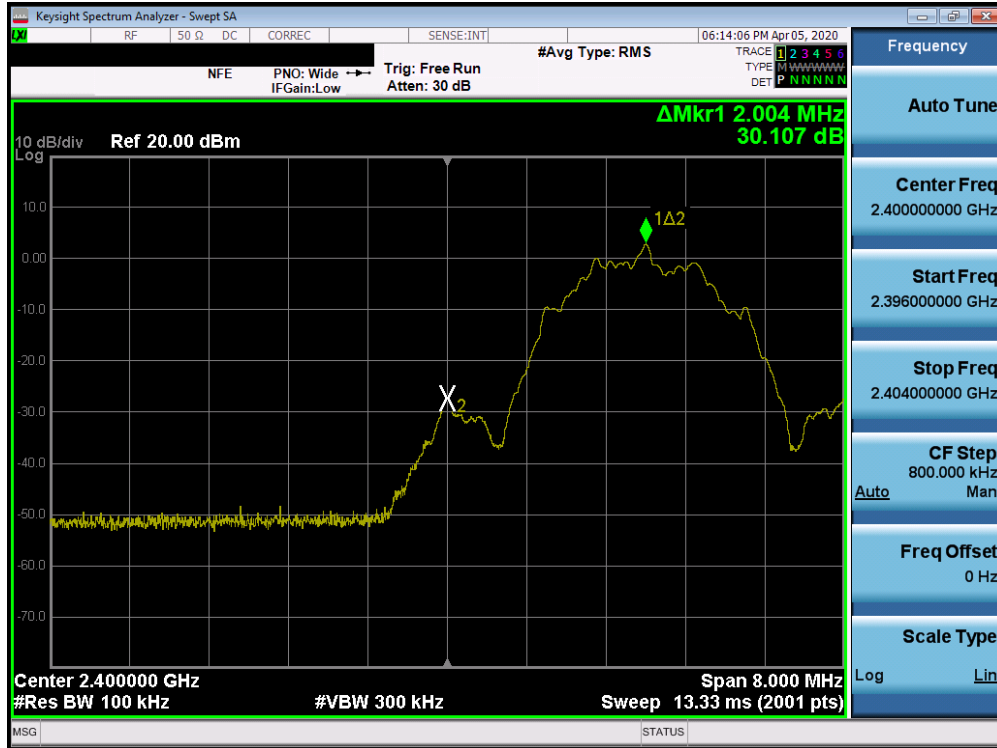 Keysight Spectrum Analyzer - Swept SA
LXI RF 50 Ω DC CORREC SENSE:INT 06:14:06 PM Apr 05, 2020
#Avg Type: RMS
TRACE 1 2 3 4 5 6
TYPE M WWWWW
DET P N N N N N
NFE PNO: Wide Trig: Free Run
IFGain:Low Atten: 30 dB
ΔMkr1 2.004 MHz
30.107 dB
10 dB/div Ref 20.00 dBm
Log
10.0
0.00
-10.0
-20.0
-30.0
-40.0
-50.0
-60.0
-70.0
1Δ2
X2
Center 2.400000 GHz Span 8.000 MHz
#Res BW 100 kHz #VBW 300 kHz Sweep 13.33 ms (2001 pts)
MSG STATUS
Frequency
Auto Tune
Center Freq
2.400000000 GHz
Start Freq
2.396000000 GHz
Stop Freq
2.404000000 GHz
CF Step
800.000 kHz
Auto Man
Freq Offset
0 Hz
Scale Type
Log Lin